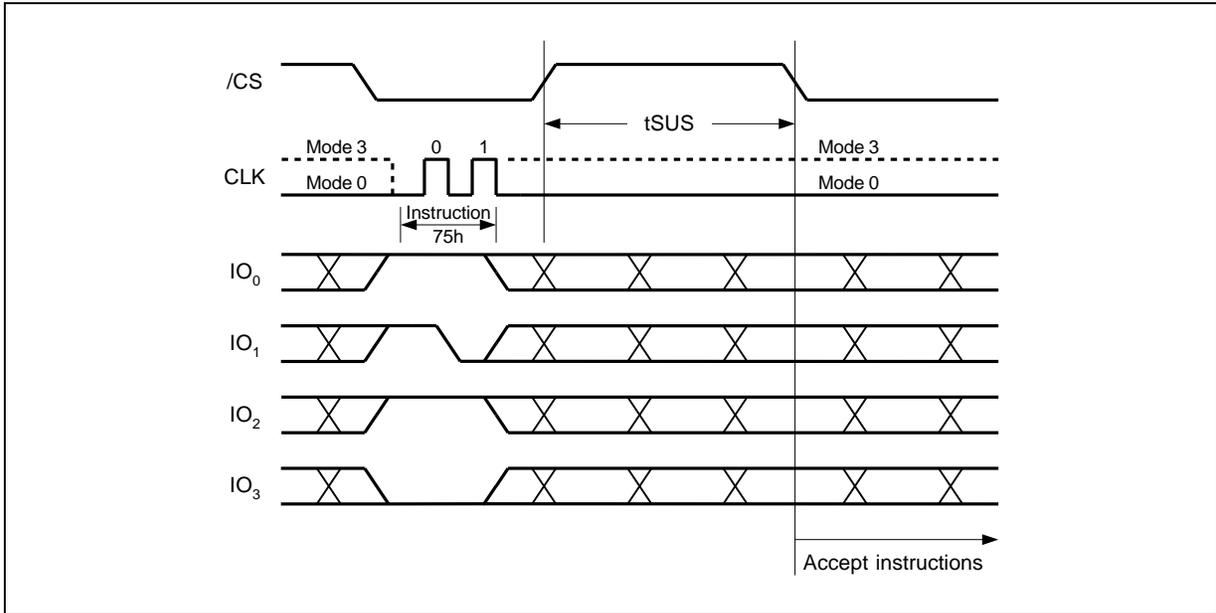 /CS
tSUS
Mode 3 0 1 Mode 3
CLK
Mode 0 Mode 0
Instruction
75h
IO0
IO1
IO2
IO3
Accept instructions